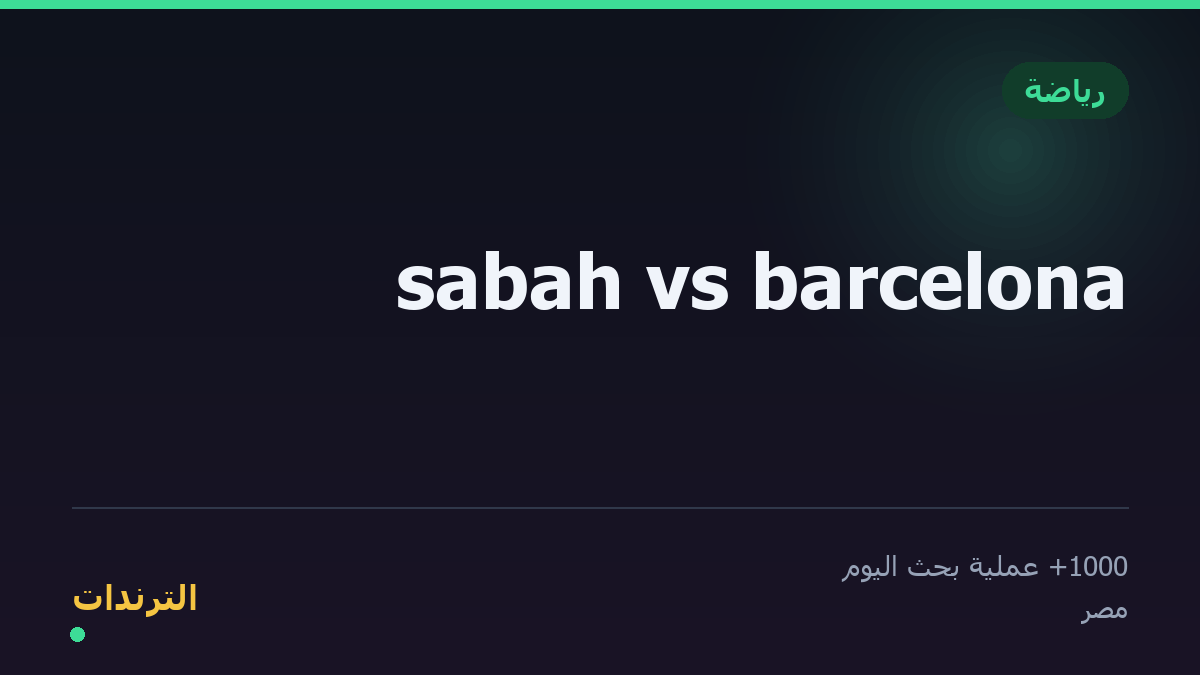 رياضة
sabah vs barcelona
1000+ عملية بحث اليوم
مصر
الترندات